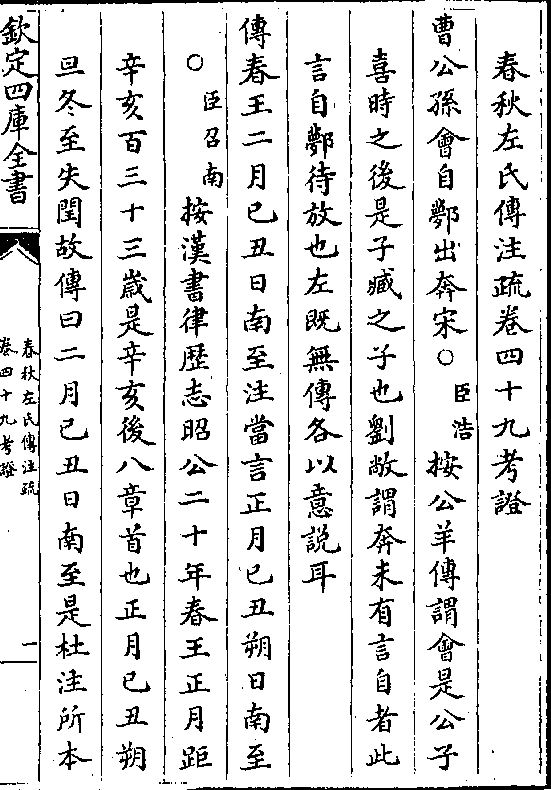 春秋左氏傳注疏卷四十九考證
曹公孫會自鄸出奔宋○臣浩按公羊傳謂會是公子
喜時之後是子臧之子也劉敞謂奔未有言自者此
言自鄸待放也左既無傳各以意說耳
傳春王二月已丑日南至注當言正月已丑朔日南至
○臣召南按漢書律歴志昭公二十年春王正月距
辛亥百三十三歲是辛亥後八章首也正月已丑朔
旦冬至失閏故傳曰二月已丑日南至是杜注所本
欽定四庫全書
春秋左氏傳注疏
卷四十九考證
一